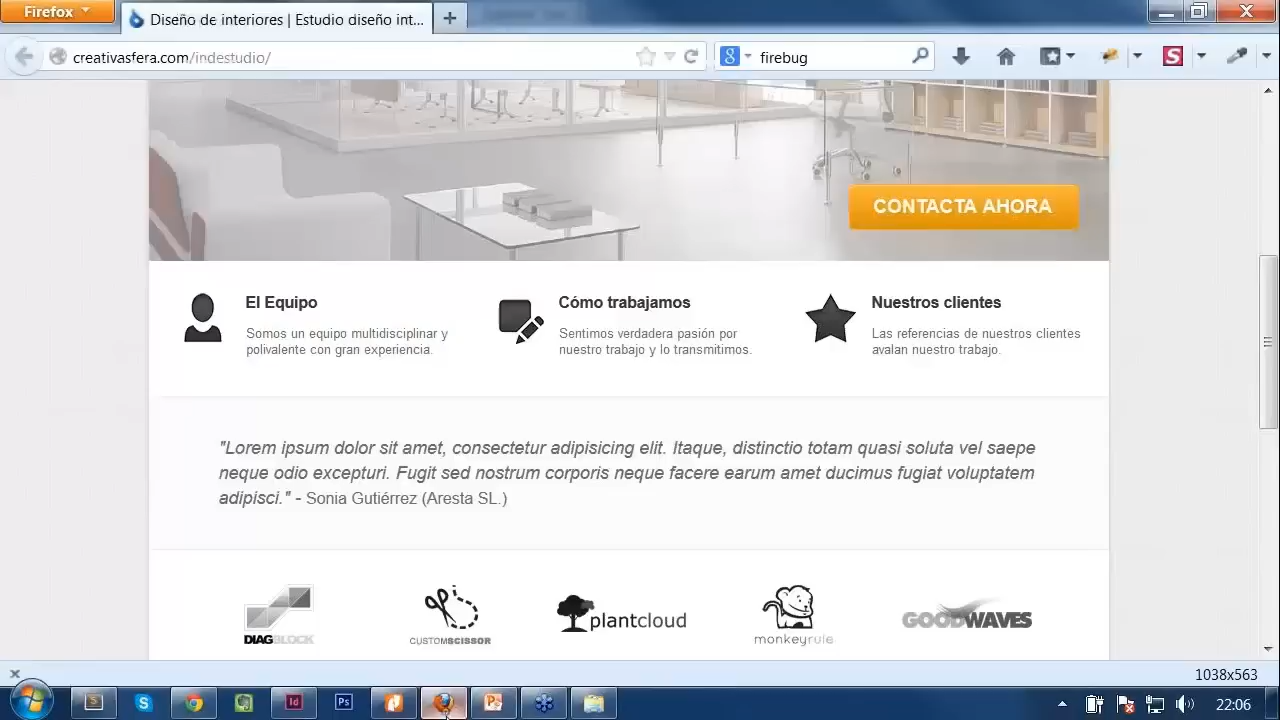 Firefox
Diseño de interiores | Estudio diseño int...
creativasfera.com/indestudio/
firebug
CONTACTA AHORA
El Equipo
Somos un equipo multidisciplinar y
polivalente con gran experiencia.
Cómo trabajamos
Sentimos verdadera pasión por
nuestro trabajo y lo transmitimos.
Nuestros clientes
Las referencias de nuestros clientes
avalan nuestro trabajo.
"Lorem ipsum dolor sit amet, consectetur adipisicing elit. Itaque, distinctio totam quasi soluta vel saepe
neque odio excepturi. Fugit sed nostrum corporis neque facere earum amet ducimus fugiat voluptatem
adipisci." - Sonia Gutiérrez (Aresta SL.)
DIAGBLOCK
CUSTOMSCISSOR
plantcloud
monkeyrule
GOODWAVES
1038x563
22:06